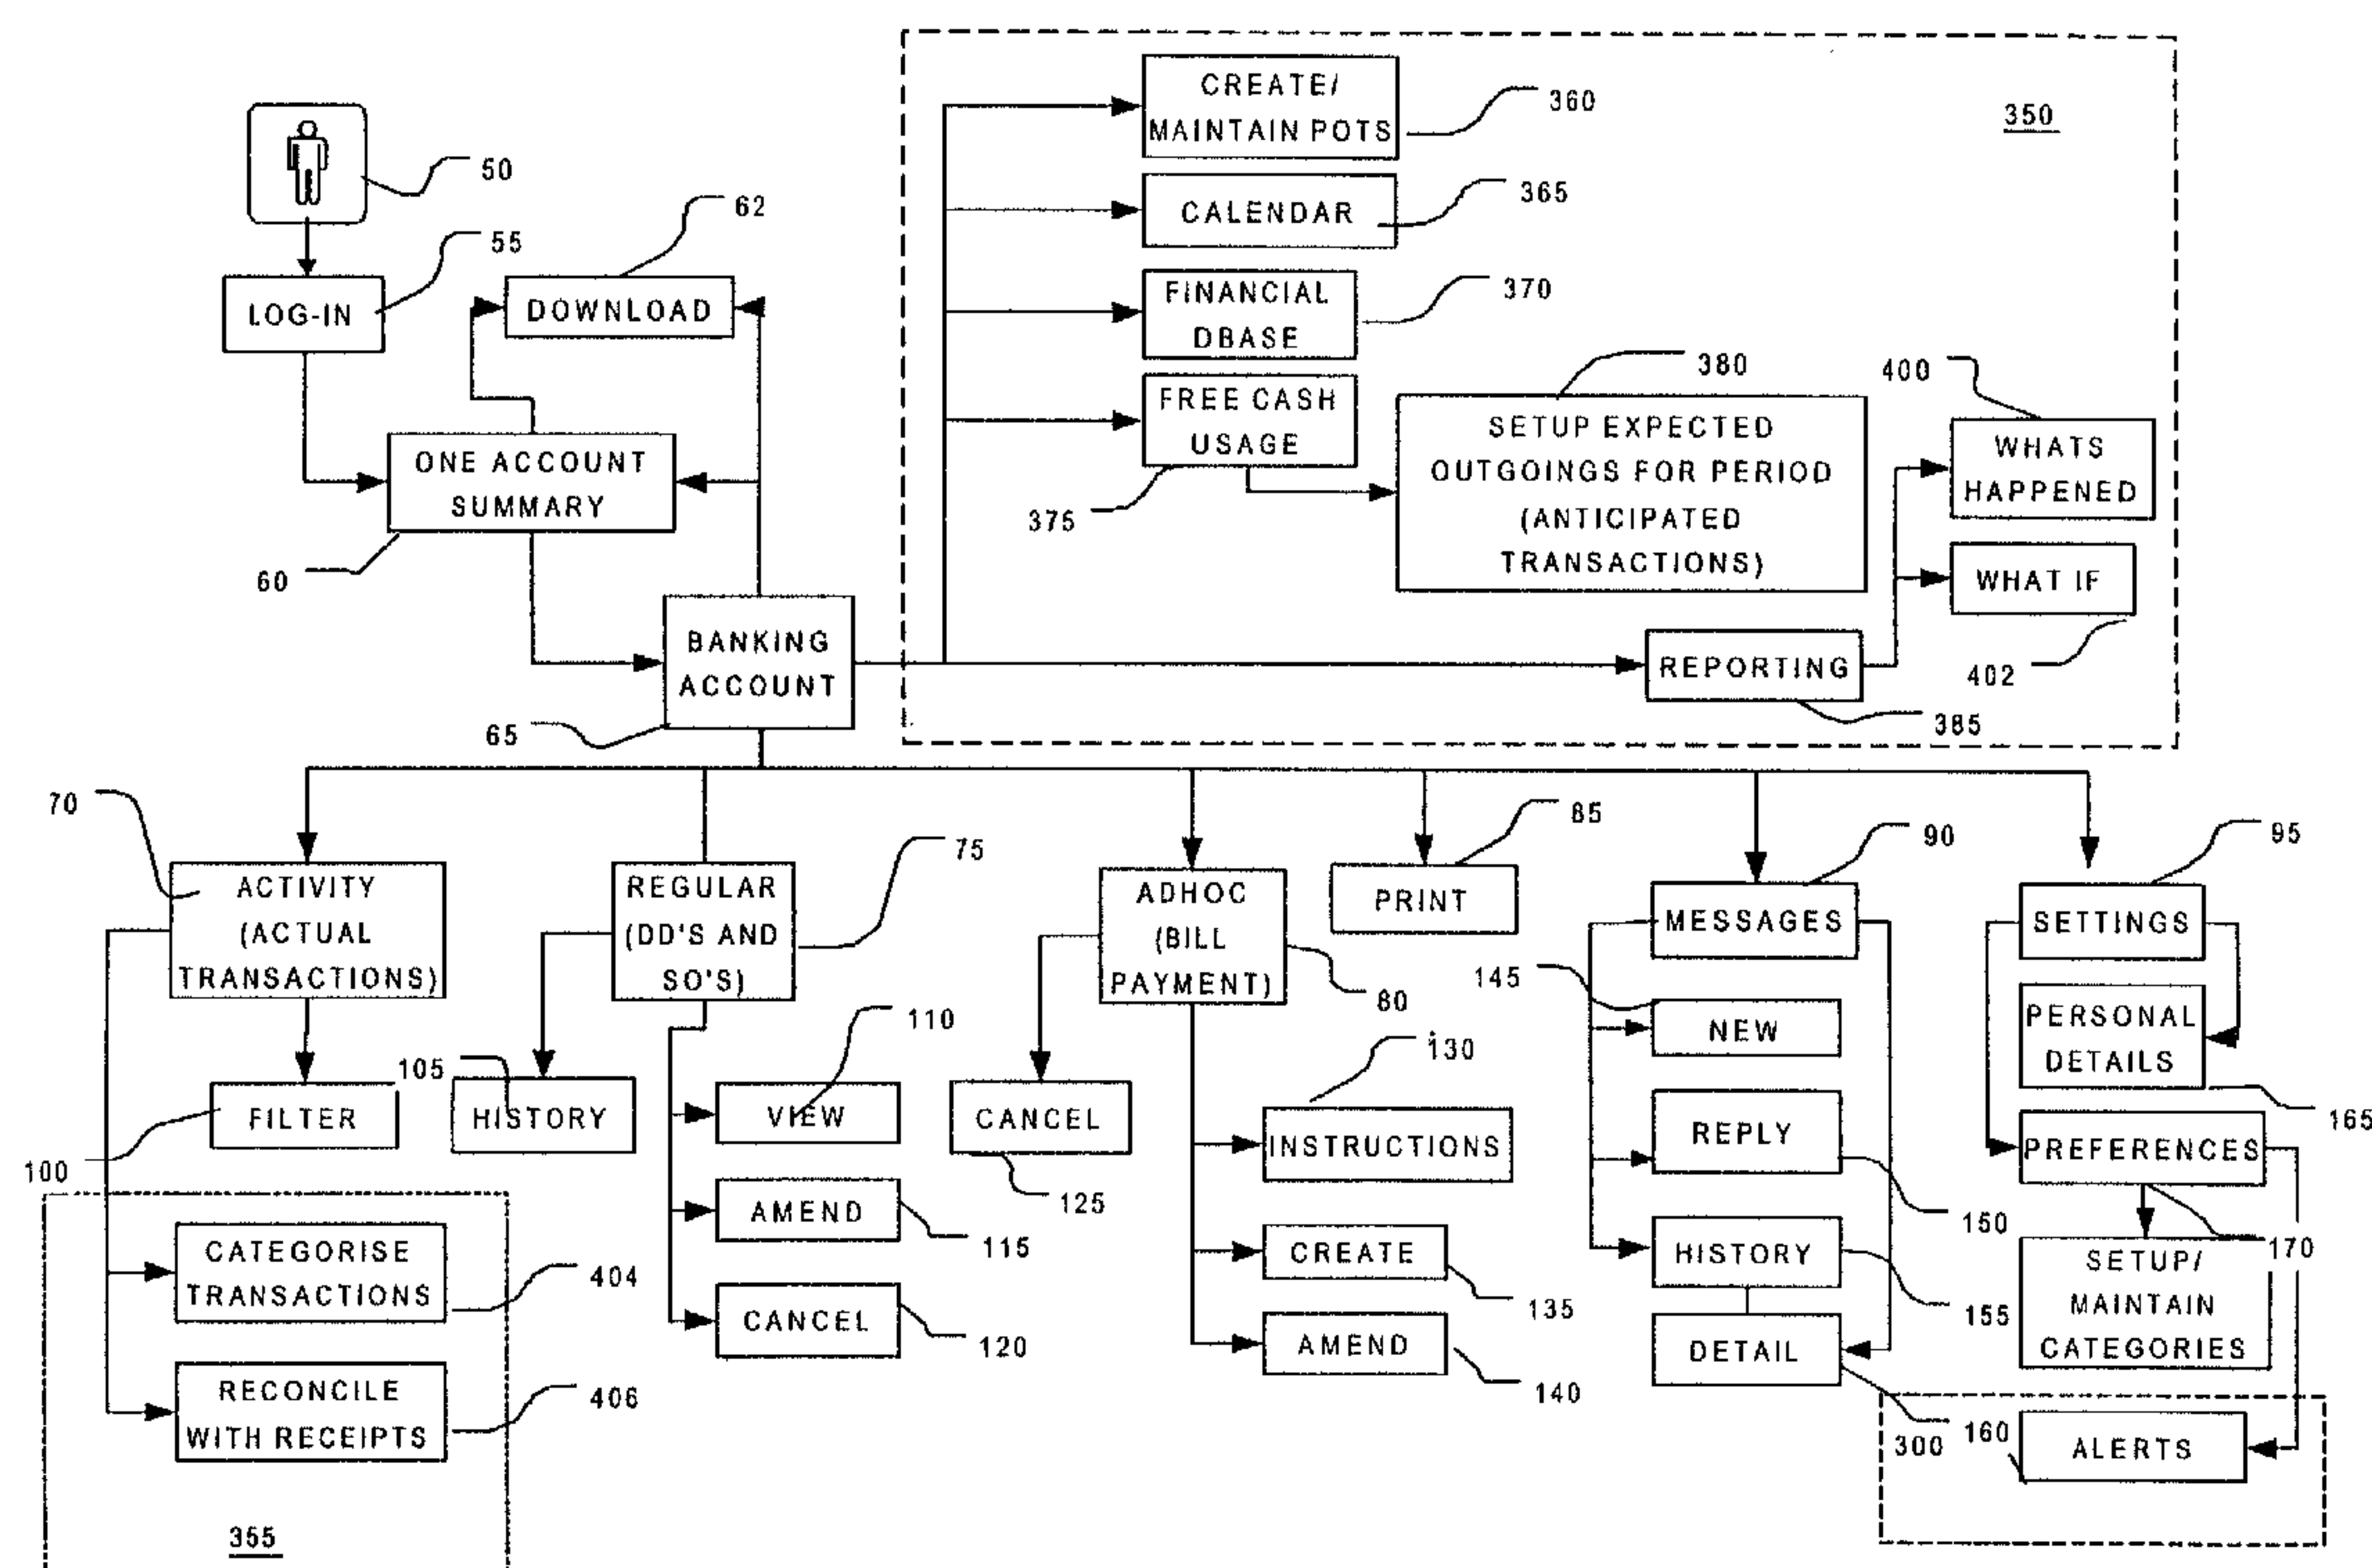 50
LOG-IN
55
DOWNLOAD
62
ONE ACCOUNT
SUMMARY
60
BANKING
ACCOUNT
65
350
CREATE/
MAINTAIN POTS
360
CALENDAR
365
FINANCIAL
DBASE
370
FREE CASH
USAGE
375
380
SETUP EXPECTED
OUTGOINGS FOR PERIOD
(ANTICIPATED
TRANSACTIONS)
400
WHATS
HAPPENED
WHAT IF
402
REPORTING
385
70
ACTIVITY
(ACTUAL
TRANSACTIONS)
REGULAR
(DD'S AND
SO'S)
75
ADHOC
(BILL
PAYMENT)
80
85
PRINT
90
MESSAGES
95
SETTINGS
FILTER
100
105
HISTORY
110
VIEW
AMEND
115
CANCEL
120
CANCEL
125
130
INSTRUCTIONS
CREATE
135
AMEND
140
145
NEW
REPLY
150
HISTORY
155
DETAIL
160
PERSONAL
DETAILS
165
PREFERENCES
170
SETUP/
MAINTAIN
CATEGORIES
300
ALERTS
CATEGORISE
TRANSACTIONS
404
RECONCILE
WITH RECEIPTS
406
355